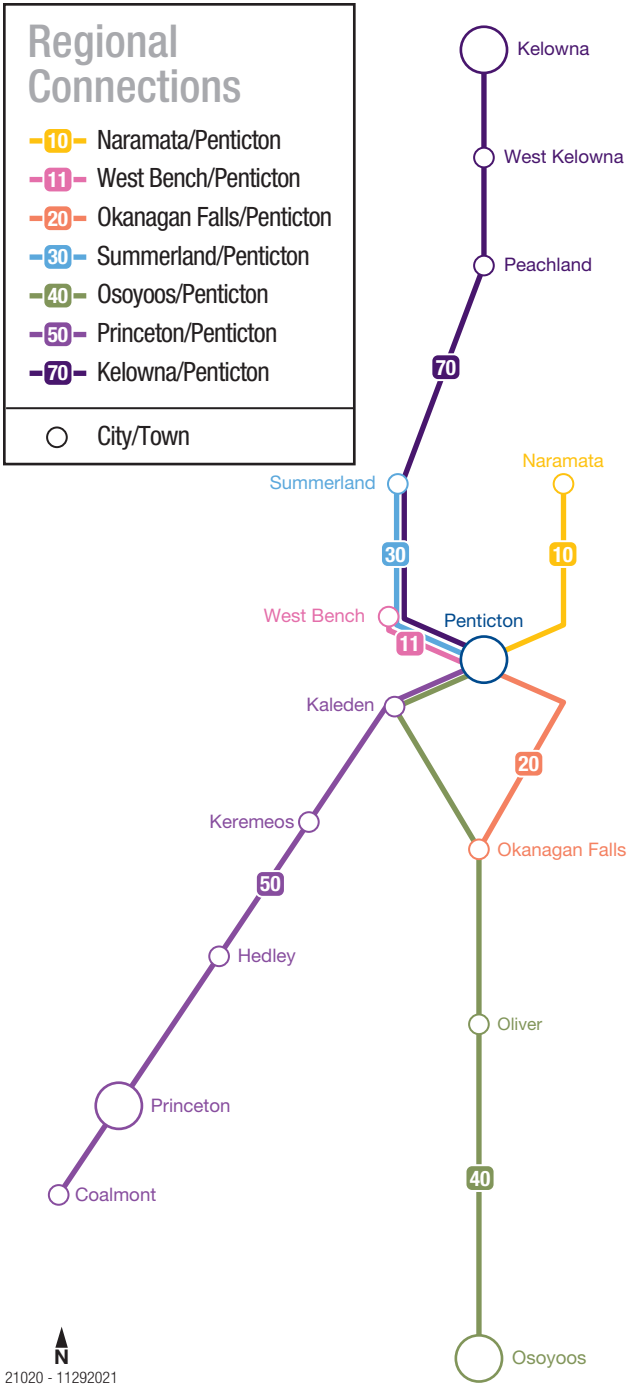 Regional
Connections
10 Naramata/Penticton
11 West Bench/Penticton
20 Okanagan Falls/Penticton
30 Summerland/Penticton
40 Osoyoos/Penticton
50 Princeton/Penticton
70 Kelowna/Penticton
City/Town
Kelowna
West Kelowna
Peachland
70
Naramata
Summerland
30
10
West Bench
Penticton
11
Kaleden
20
Keremeos
Okanagan Falls
50
Hedley
Oliver
Princeton
40
Coalmont
N
Osoyoos
21020 - 11292021